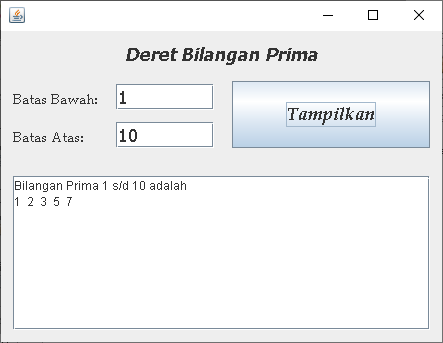 Deret Bilangan Prima
Batas Bawah: 1
Tampilkan
Batas Atas: 10
Bilangan Prima 1 s/d 10 adalah
1 2 3 5 7